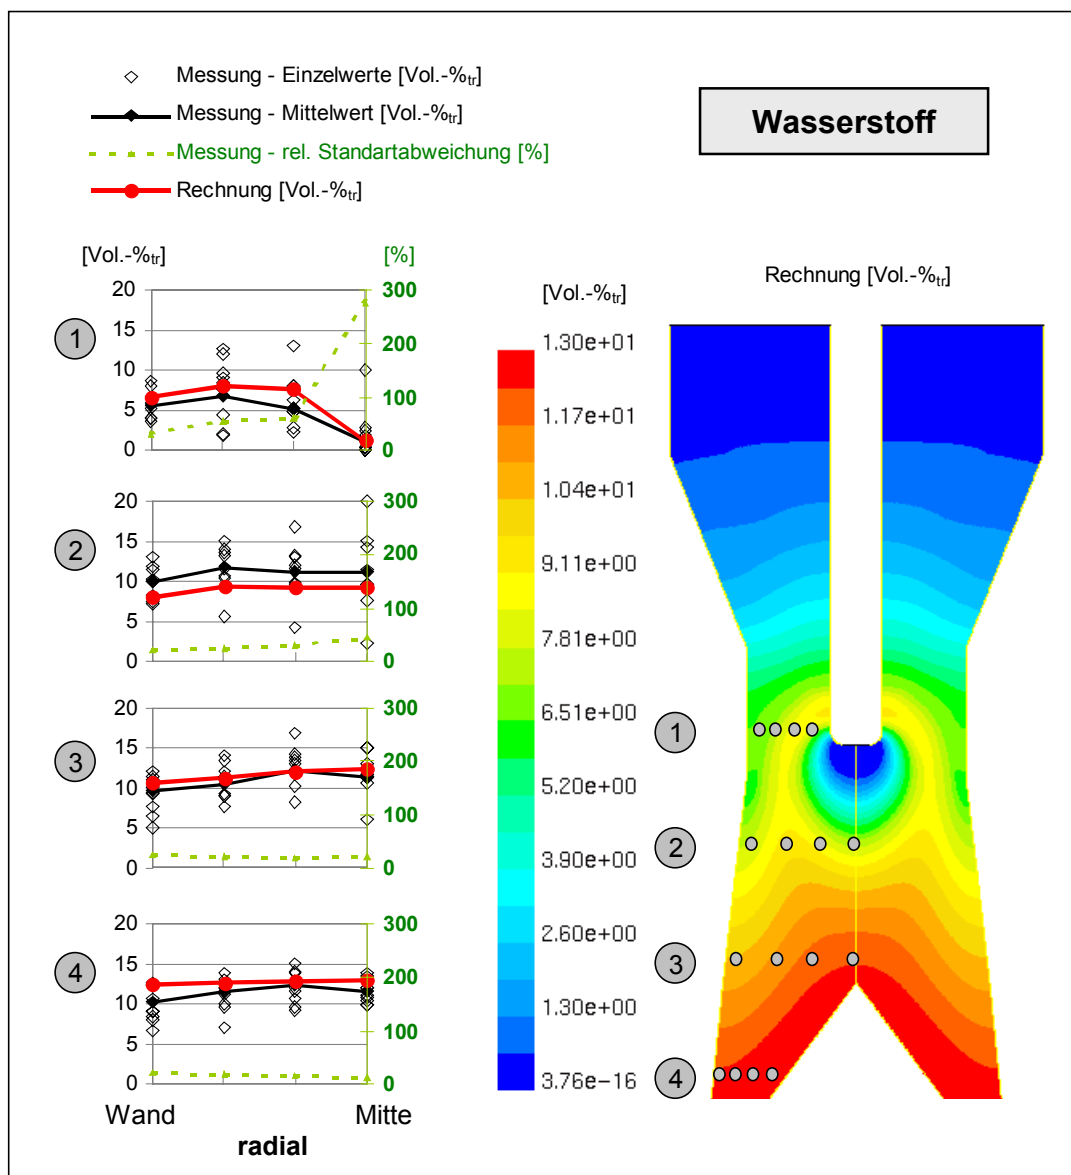 Messung - Einzelwerte [Vol.-%tr]
Messung - Mittelwert [Vol.-%tr]
Messung - rel. Standartabweichung [%]
Rechnung [Vol.-%tr]
Wasserstoff
[Vol.-%tr]
[%]
1
20
15
10
5
0
300
200
100
0
2
20
15
10
5
0
300
200
100
0
3
20
15
10
5
0
300
200
100
0
4
20
15
10
5
0
300
200
100
0
Wand
Mitte
radial
[Vol.-%tr]
Rechnung [Vol.-%tr]
1.30e+01
1.17e+01
1.04e+01
9.11e+00
7.81e+00
6.51e+00
5.20e+00
3.90e+00
2.60e+00
1.30e+00
3.76e-16
1
2
3
4